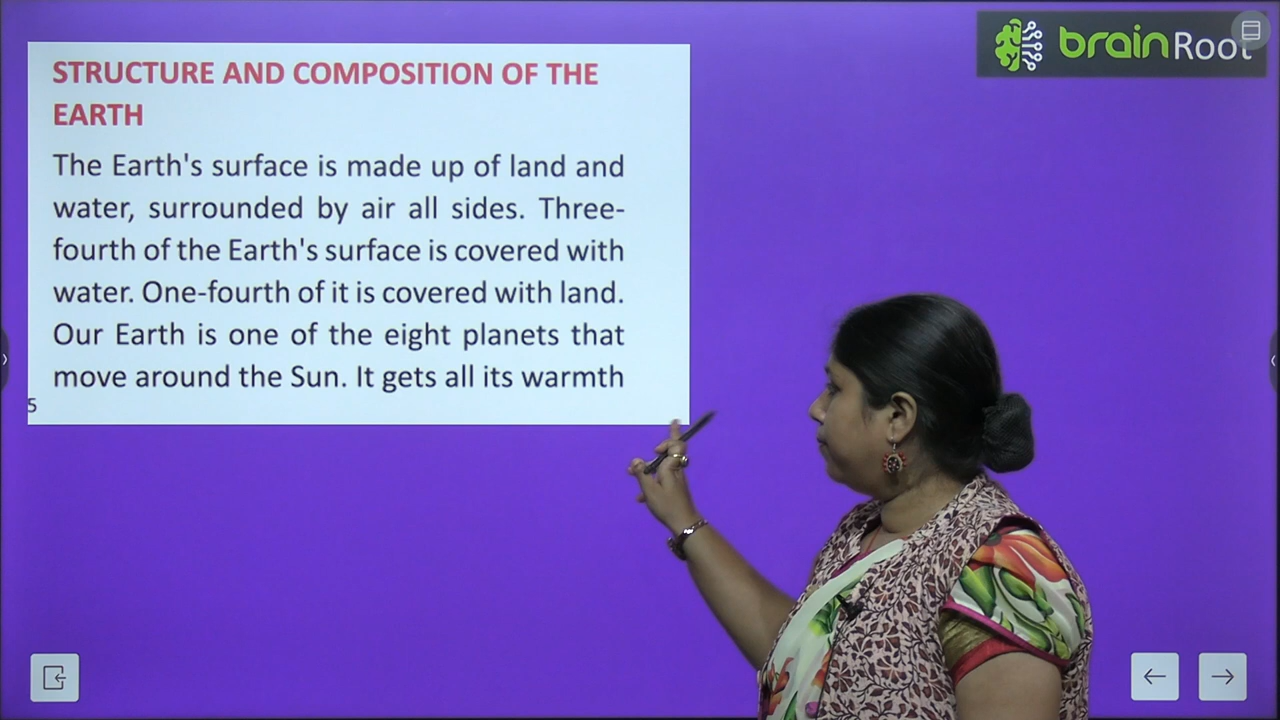 brainRoot
STRUCTURE AND COMPOSITION OF THE
EARTH
The Earth's surface is made up of land and
water, surrounded by air all sides. Three-
fourth of the Earth's surface is covered with
water. One-fourth of it is covered with land.
Our Earth is one of the eight planets that
move around the Sun. It gets all its warmth
5